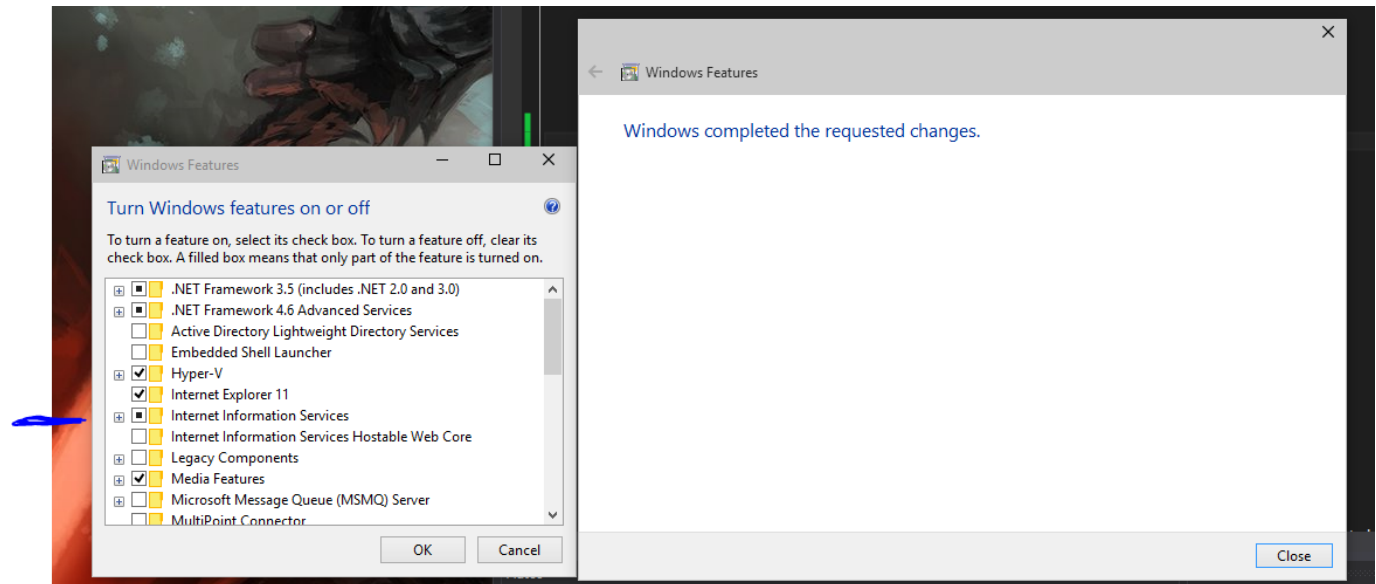 Windows Features
Turn Windows features on or off
To turn a feature on, select its check box. To turn a feature off, clear its
check box. A filled box means that only part of the feature is turned on.
.NET Framework 3.5 (includes .NET 2.0 and 3.0)
.NET Framework 4.6 Advanced Services
Active Directory Lightweight Directory Services
Embedded Shell Launcher
Hyper-V
Internet Explorer 11
Internet Information Services
Internet Information Services Hostable Web Core
Legacy Components
Media Features
Microsoft Message Queue (MSMQ) Server
MultiPoint Connector
OK Cancel
Windows Features
Windows completed the requested changes.
Close